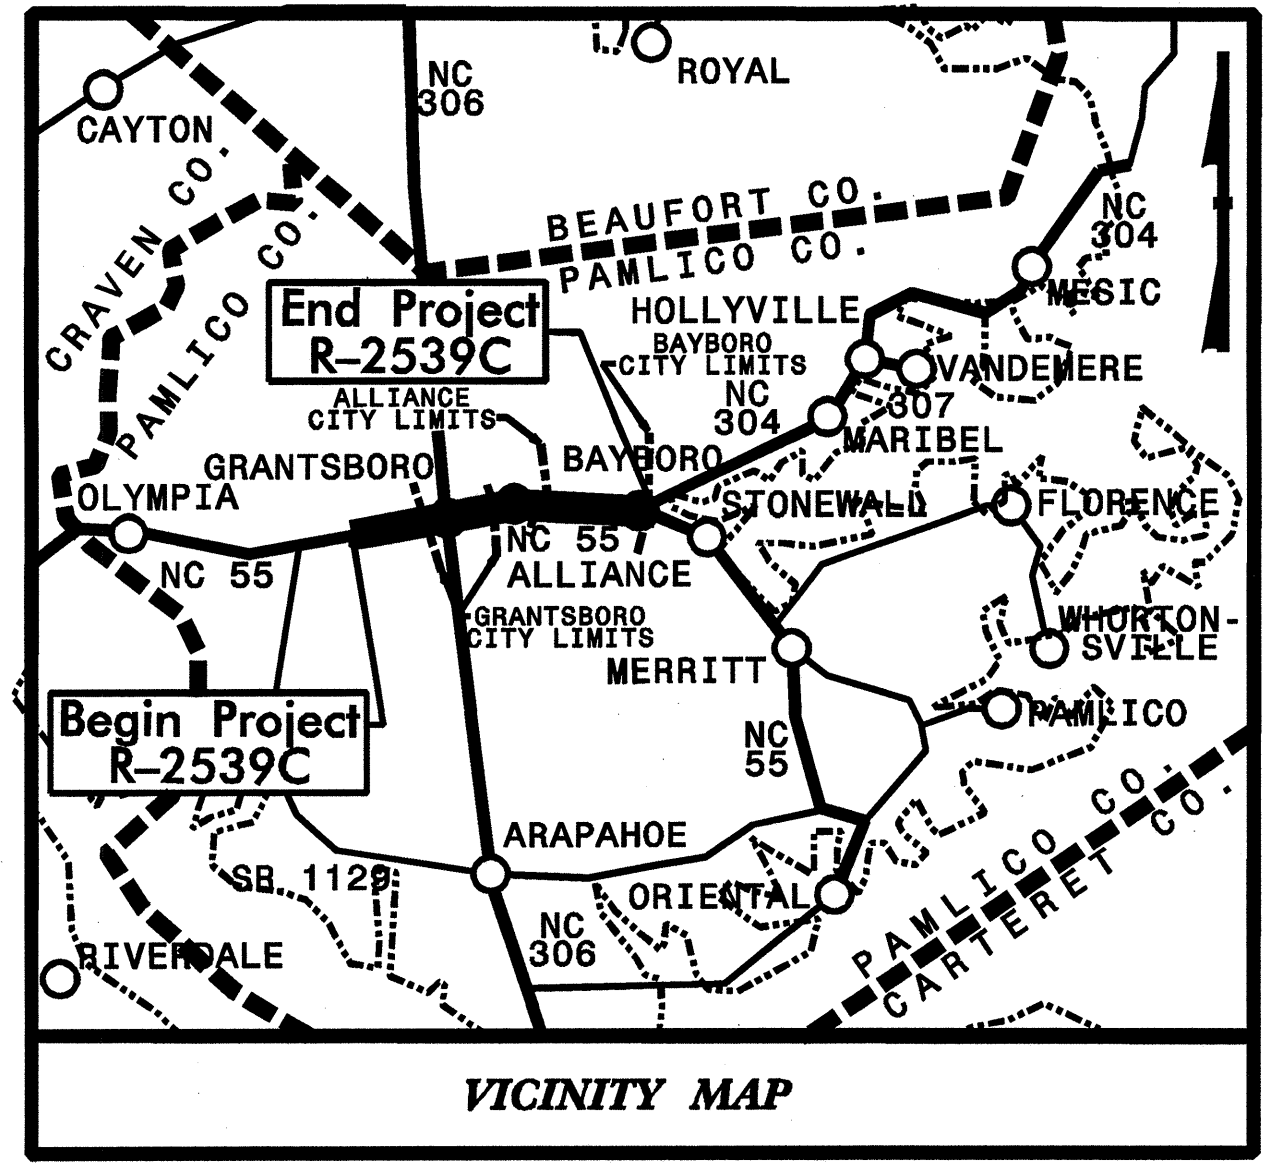 ROYAL
NC
306
CAYTON
CRAVEN CO.
PAMLICO CO.
BEAUFORT CO.
PAMLICO CO.
NC
304
MESIC
End Project
R-2539C
HOLLYVILLE
BAYBORO
CITY LIMITS
VANDEMERE
307
NC
304
MARIBEL
ALLIANCE
CITY LIMITS
GRANTSBORO
BAYBORO
OLYMPIA
STONEWALL
FLORENCE
NC 55
NC 55
ALLIANCE
GRANTSBORO
CITY LIMITS
WHORTON-
SVILLE
MERRITT
PAMLICO
Begin Project
R-2539C
NC
55
PAMLICO CO.
CARTERET CO.
ARAPAHOE
SR 1129
ORIENTAL
NC
306
RIVERDALE
VICINITY MAP